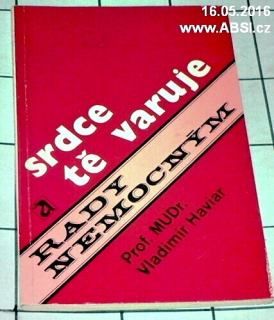 16.05.2016
www.ABSI.cz
srdce
tě varuje
a
RADY
NEMOCNÝM
Prof. MUDr.
Vladimír Haviar